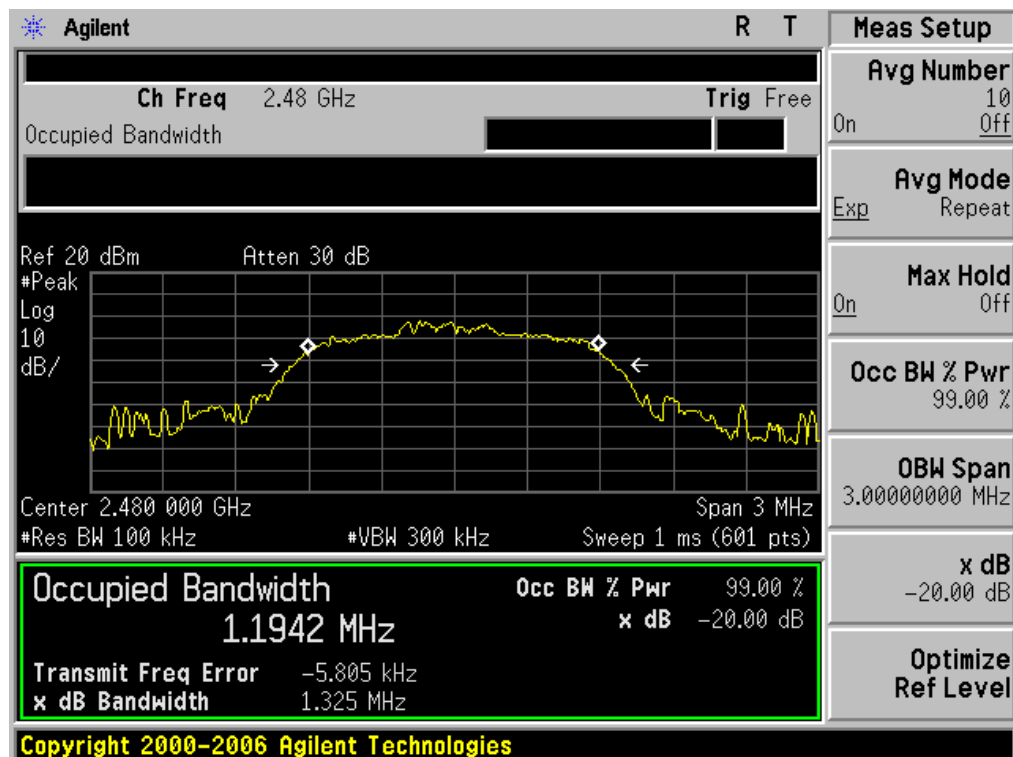 Agilent R T
Ch Freq 2.48 GHz Trig Free
Occupied Bandwidth
Ref 20 dBm Atten 30 dB
#Peak
Log
10
dB/
Center 2.480 000 GHz Span 3 MHz
#Res BW 100 kHz #VBW 300 kHz Sweep 1 ms (601 pts)
Occupied Bandwidth Occ BW % Pwr 99.00 %
1.1942 MHz x dB -20.00 dB
Transmit Freq Error -5.805 kHz
x dB Bandwidth 1.325 MHz
Copyright 2000-2006 Agilent Technologies
Meas Setup
Avg Number
10
On Off
Avg Mode
Exp Repeat
Max Hold
On Off
Occ BW % Pwr
99.00 %
OBW Span
3.00000000 MHz
x dB
-20.00 dB
Optimize
Ref Level